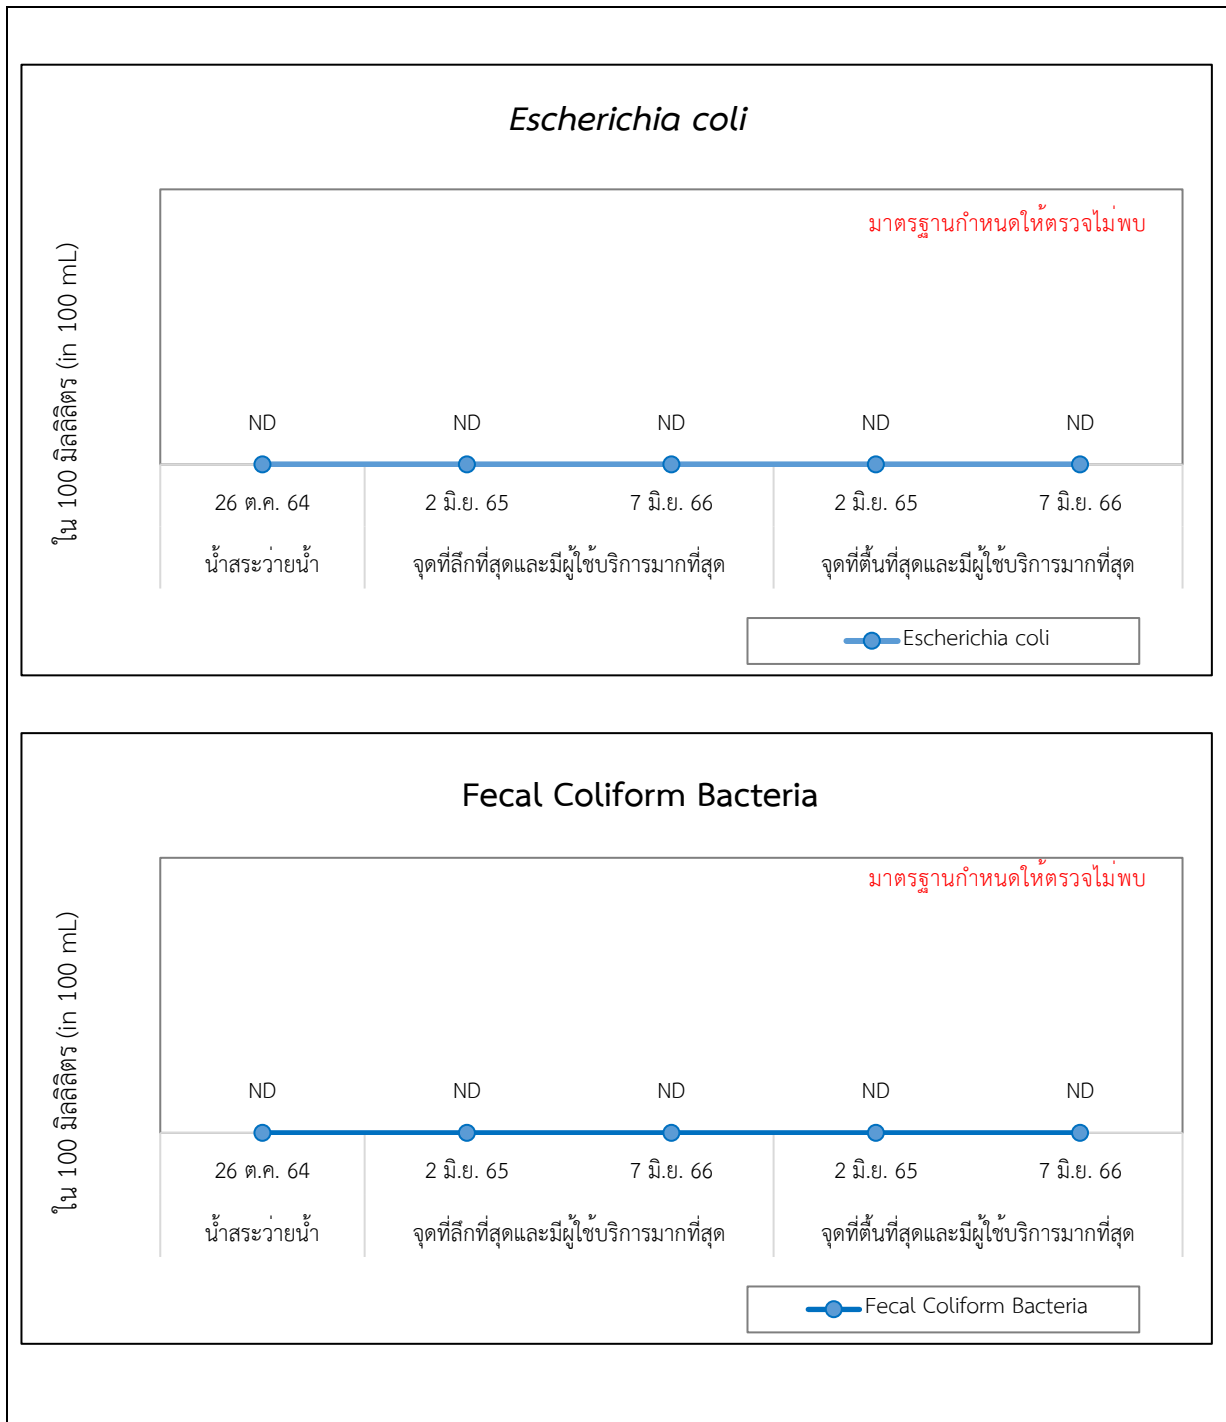 Escherichia coli
ใน 100 มิลลิลิตร (in 100 mL)
มาตรฐานกำหนดให้ตรวจไม่พบ
ND ND ND ND ND
26 ต.ค. 64 2 มิ.ย. 65 7 มิ.ย. 66 2 มิ.ย. 65 7 มิ.ย. 66
น้ำสระว่ายน้ำ จุดที่ลึกที่สุดและมีผู้ใช้บริการมากที่สุด จุดที่ตื้นที่สุดและมีผู้ใช้บริการมากที่สุด
Escherichia coli
Fecal Coliform Bacteria
ใน 100 มิลลิลิตร (in 100 mL)
มาตรฐานกำหนดให้ตรวจไม่พบ
ND ND ND ND ND
26 ต.ค. 64 2 มิ.ย. 65 7 มิ.ย. 66 2 มิ.ย. 65 7 มิ.ย. 66
น้ำสระว่ายน้ำ จุดที่ลึกที่สุดและมีผู้ใช้บริการมากที่สุด จุดที่ตื้นที่สุดและมีผู้ใช้บริการมากที่สุด
Fecal Coliform Bacteria